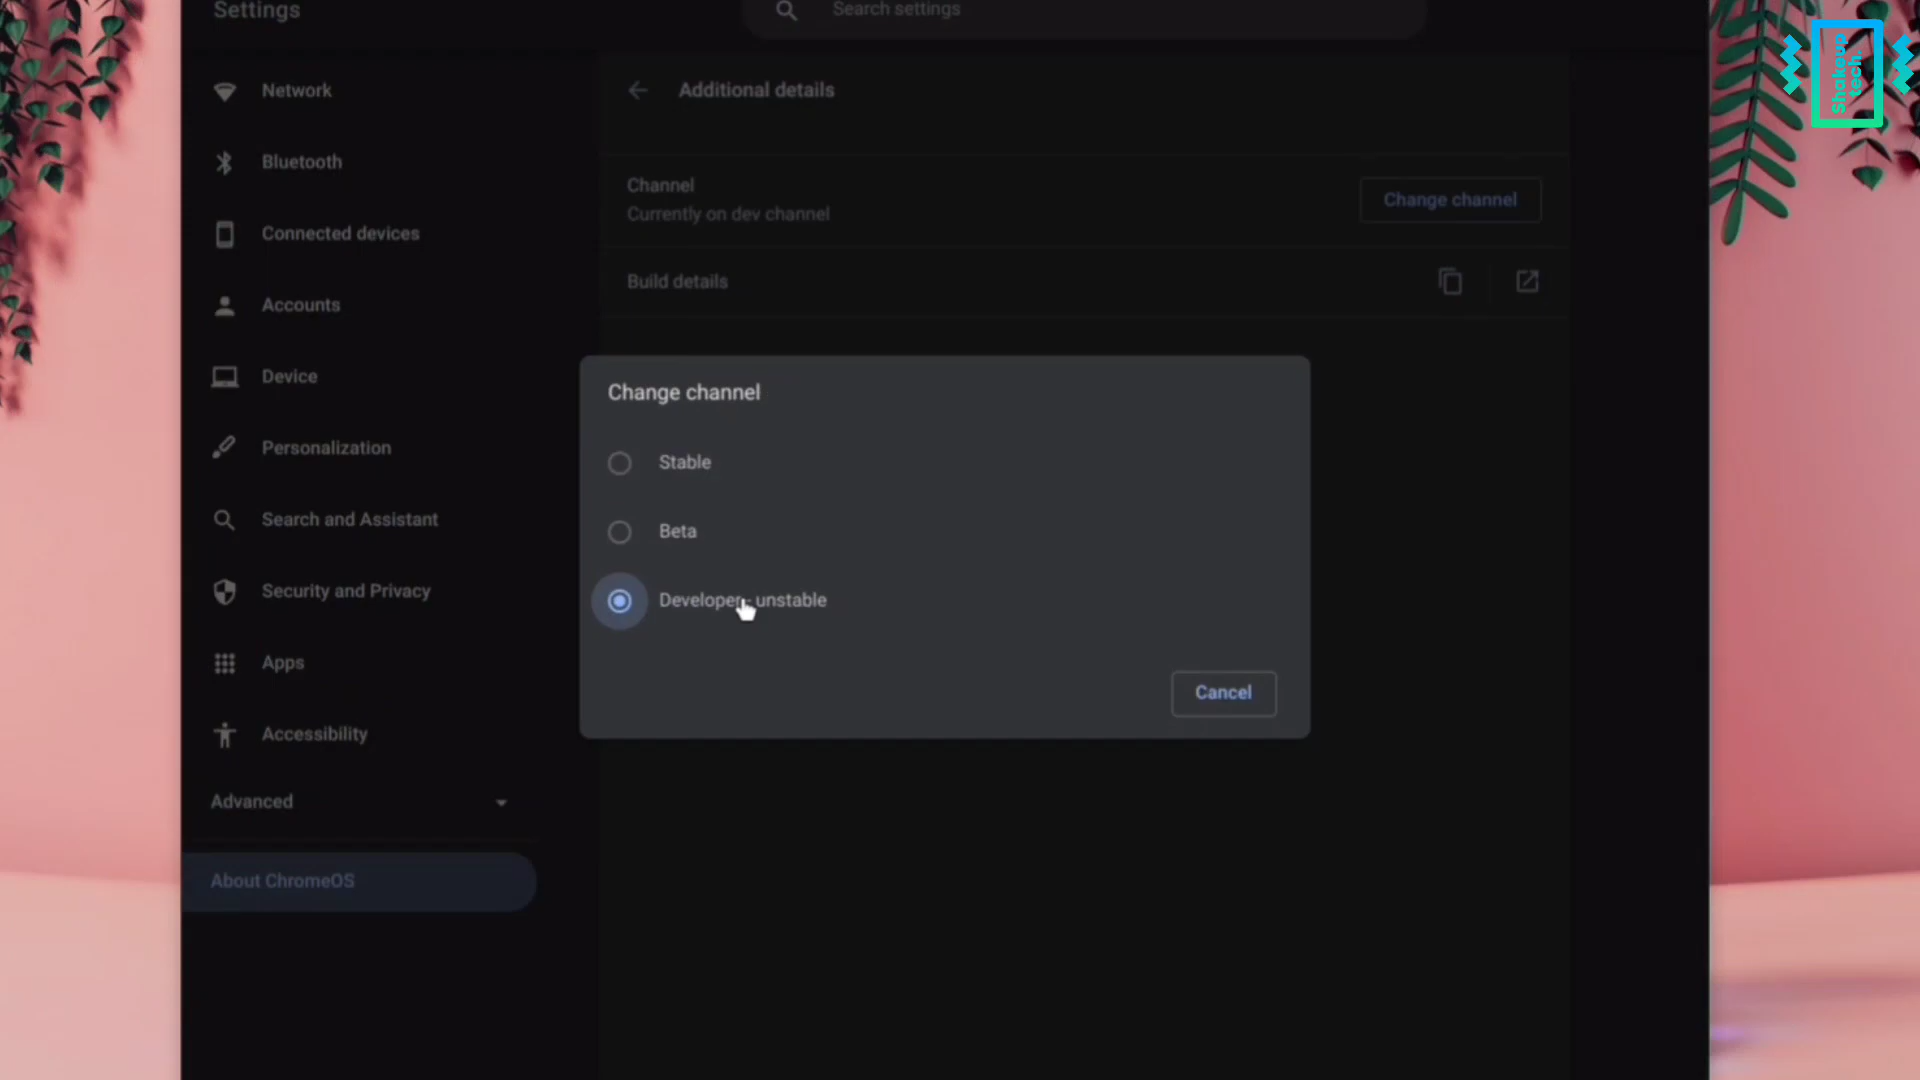 Settings
Search settings
Network
Bluetooth
Connected devices
Accounts
Device
Personalization
Search and Assistant
Security and Privacy
Apps
Accessibility
Advanced
About ChromeOS
Additional details
Channel
Currently on dev channel
Change channel
Build details
Change channel
Stable
Beta
Developer - unstable
Cancel
Shakeup
tech.